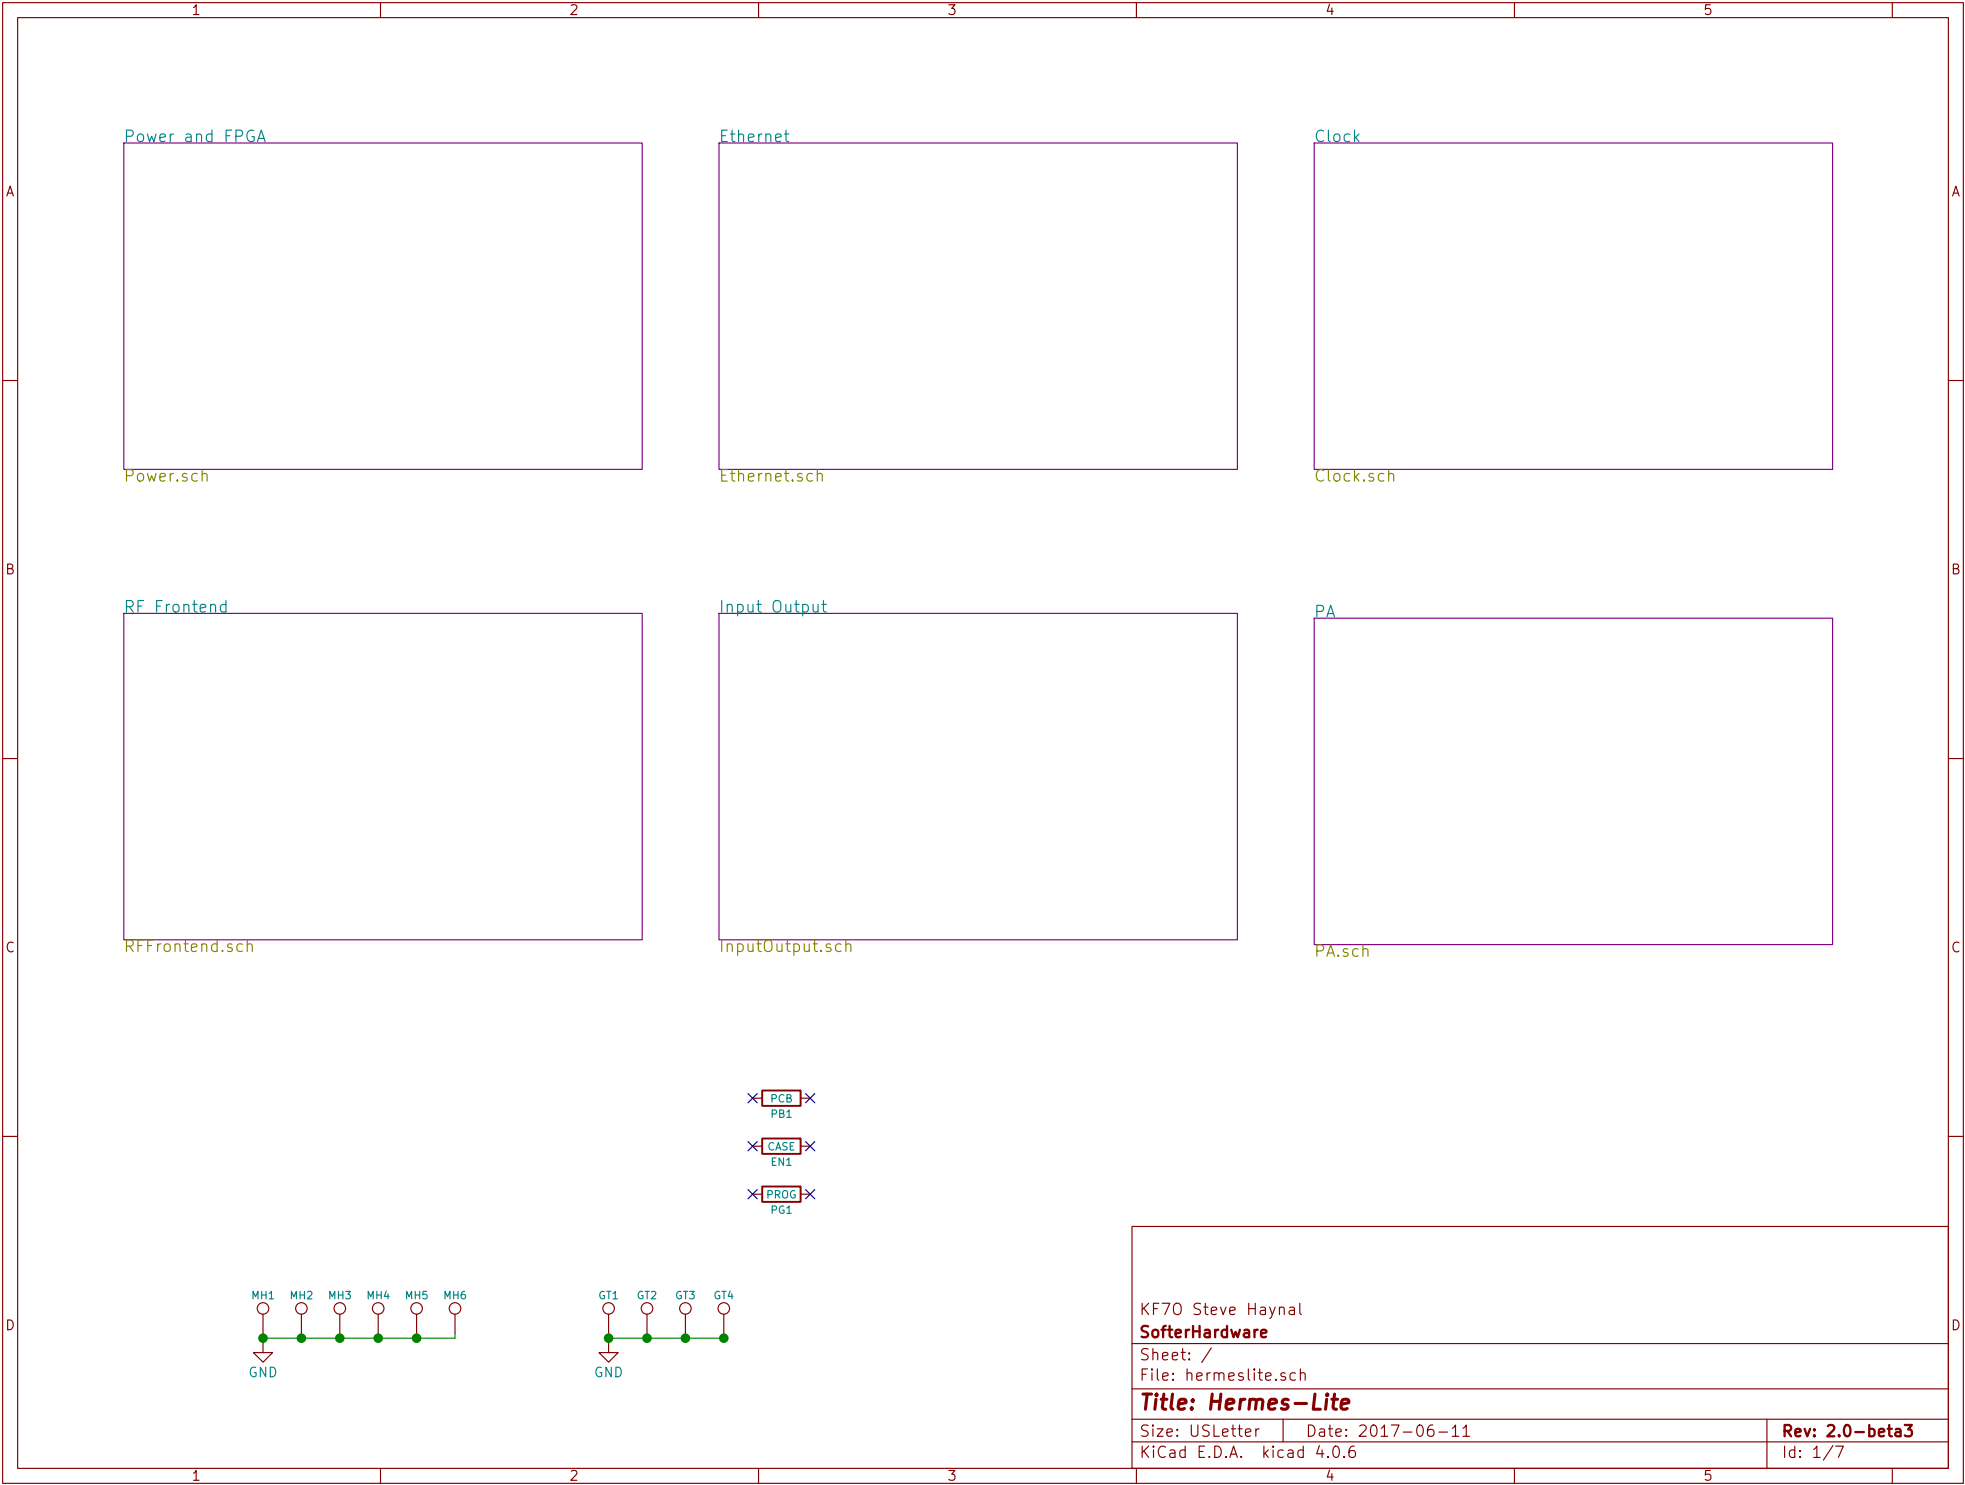 1 2 3 4 5
Power and FPGA
Ethernet
Clock
A A
Power.sch
Ethernet.sch
Clock.sch
B B
RF Frontend
Input Output
PA
RFFrontend.sch
InputOutput.sch
PA.sch
C C
PCB
PB1
CASE
EN1
PROG
PG1
MH1 MH2 MH3 MH4 MH5 MH6
GT1 GT2 GT3 GT4
GND
GND
D D
KF7O Steve Haynal
SofterHardware
Sheet: /
File: hermeslite.sch
Title: Hermes-Lite
Size: USLetter Date: 2017-06-11 Rev: 2.0-beta3
KiCad E.D.A. kicad 4.0.6 Id: 1/7
1 2 3 4 5